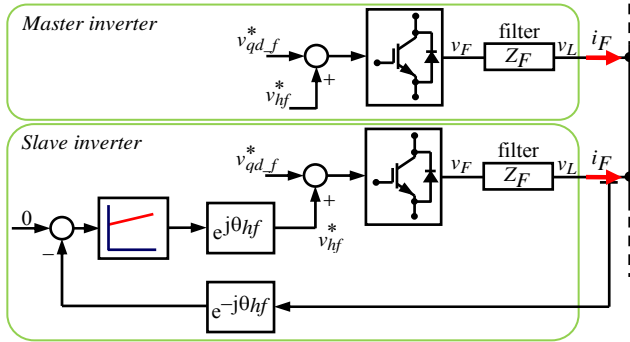 Master inverter
v*qd_f
v*hf
+
vF
filter
ZF
vL
iF
Slave inverter
v*qd_f
+
v*hf
vF
filter
ZF
vL
iF
0
−
ejθhf
e−jθhf